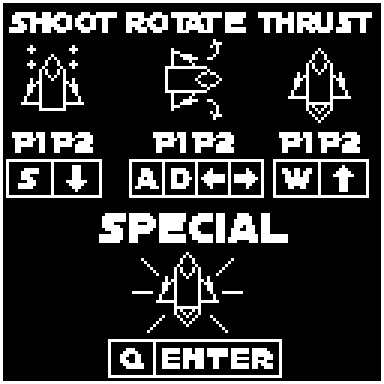 SHOOT ROTATE THRUST
P1 P2 P1 P2 P1 P2
S ↓ A D ← → W ↑
SPECIAL
Q ENTER